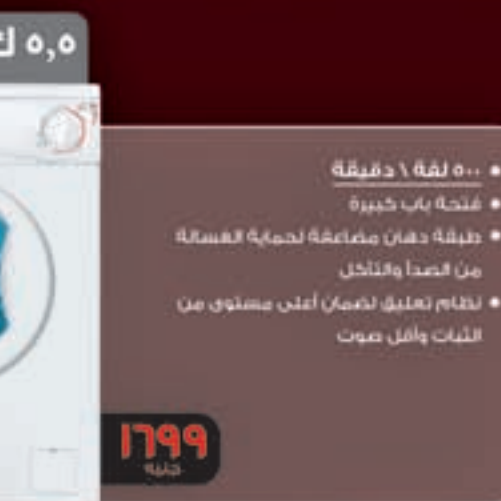 ٥,٥ ك
• ٥٠٠ لفة \ دقيقة
• فتحة باب كبيرة
• طبقة دهان مضاعفة لحماية الغسالة
من الصدأ والتآكل
• نظام تعليق لضمان أعلى مستوى من
الثبات وأقل صوت
١٦٩٩
جنيه